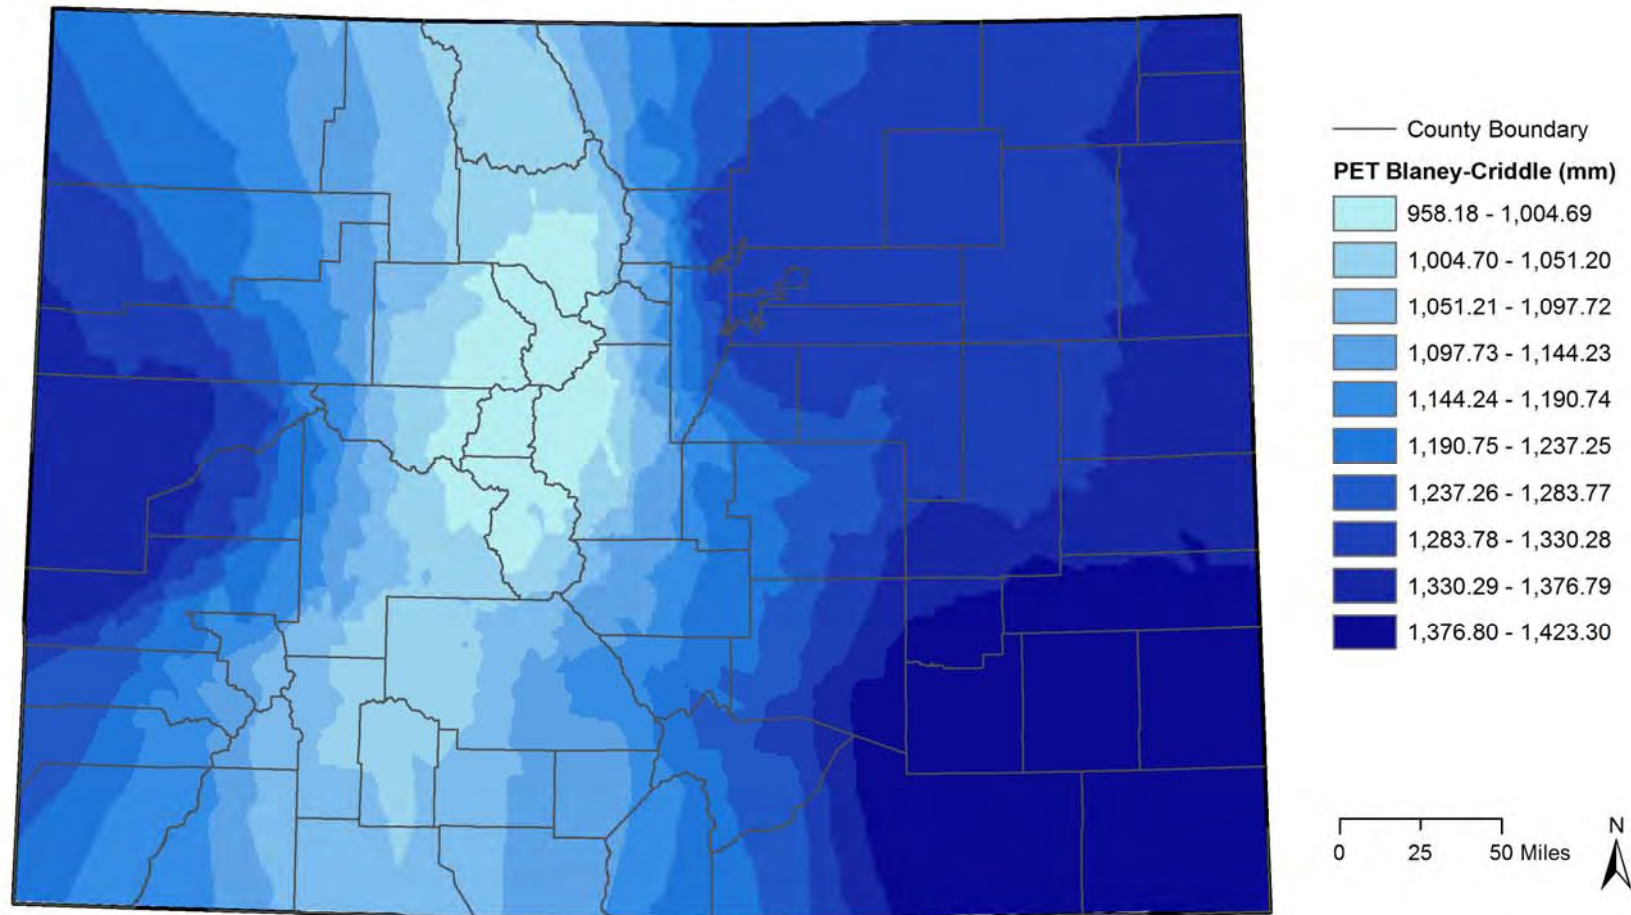 County Boundary
PET Blaney-Criddle (mm)
958.18 - 1,004.69
1,004.70 - 1,051.20
1,051.21 - 1,097.72
1,097.73 - 1,144.23
1,144.24 - 1,190.74
1,190.75 - 1,237.25
1,237.26 - 1,283.77
1,283.78 - 1,330.28
1,330.29 - 1,376.79
1,376.80 - 1,423.30
N
0 25 50 Miles